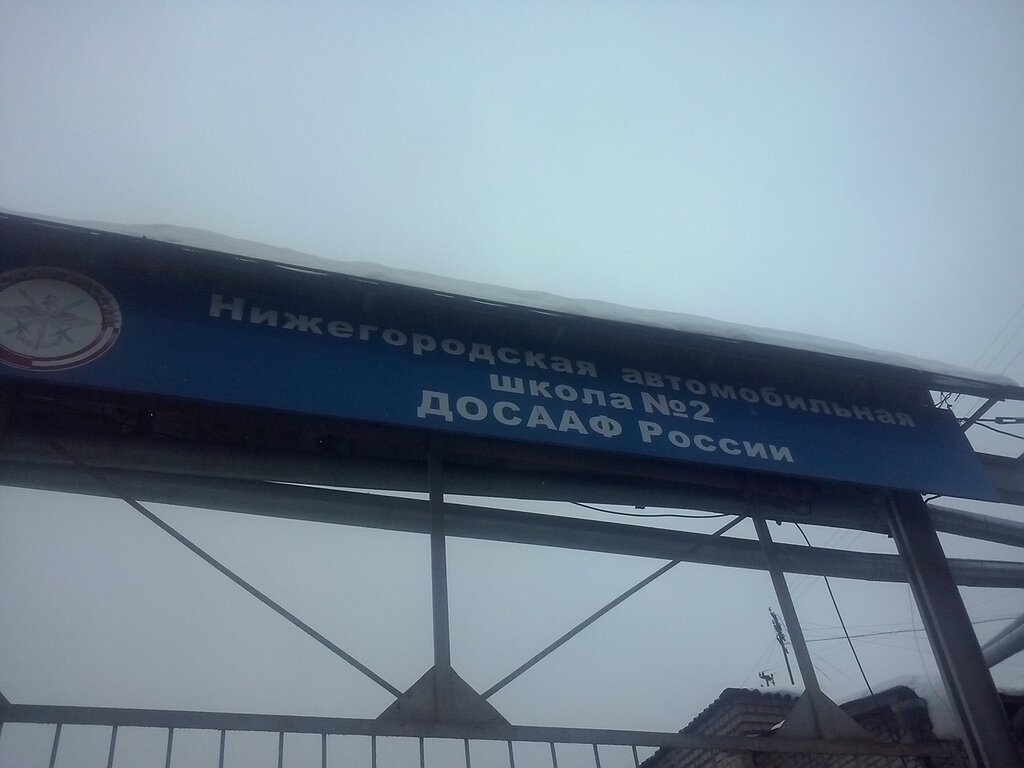 Нижегородская автомобильная
школа №2
ДОСААФ России